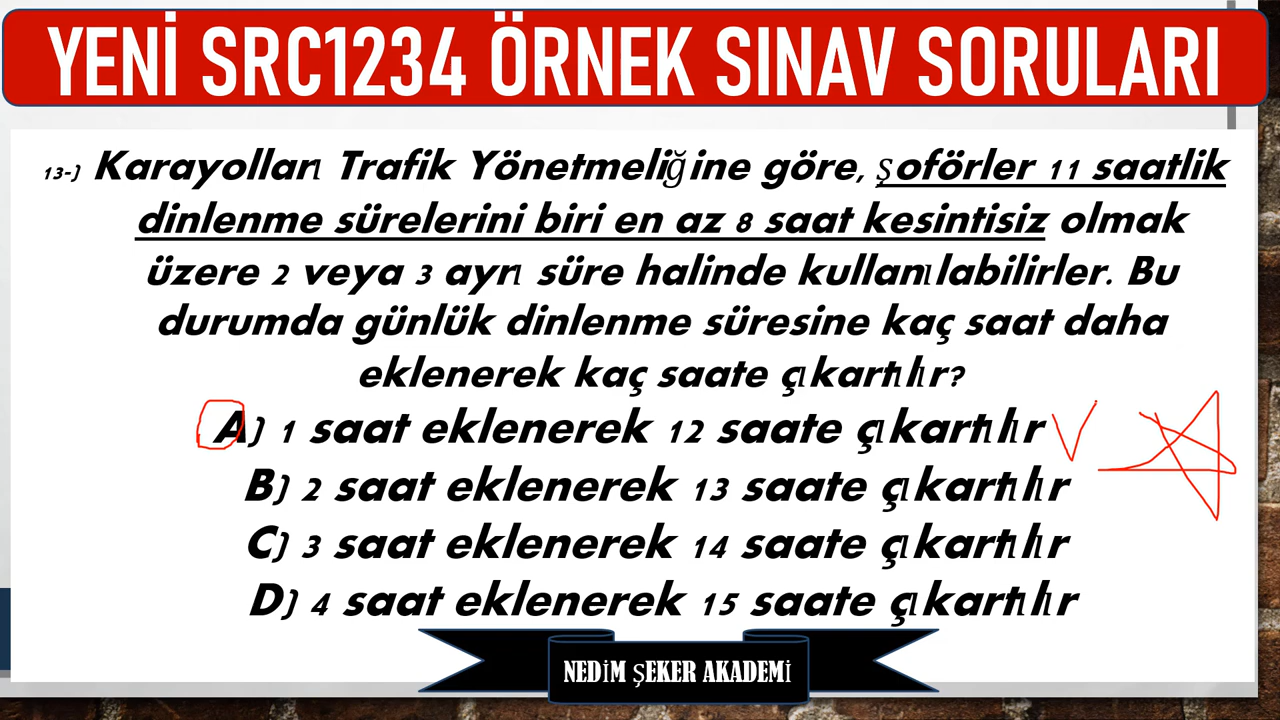 YENİ SRC1234 ÖRNEK SINAV SORULARI
13-) Karayolları Trafik Yönetmeliğine göre, şoförler 11 saatlik
dinlenme sürelerini biri en az 8 saat kesintisiz olmak
üzere 2 veya 3 ayrı süre halinde kullanılabilirler. Bu
durumda günlük dinlenme süresine kaç saat daha
eklenerek kaç saate çıkartılır?
A) 1 saat eklenerek 12 saate çıkartılır
B) 2 saat eklenerek 13 saate çıkartılır
C) 3 saat eklenerek 14 saate çıkartılır
D) 4 saat eklenerek 15 saate çıkartılır
NEDİM ŞEKER AKADEMİ